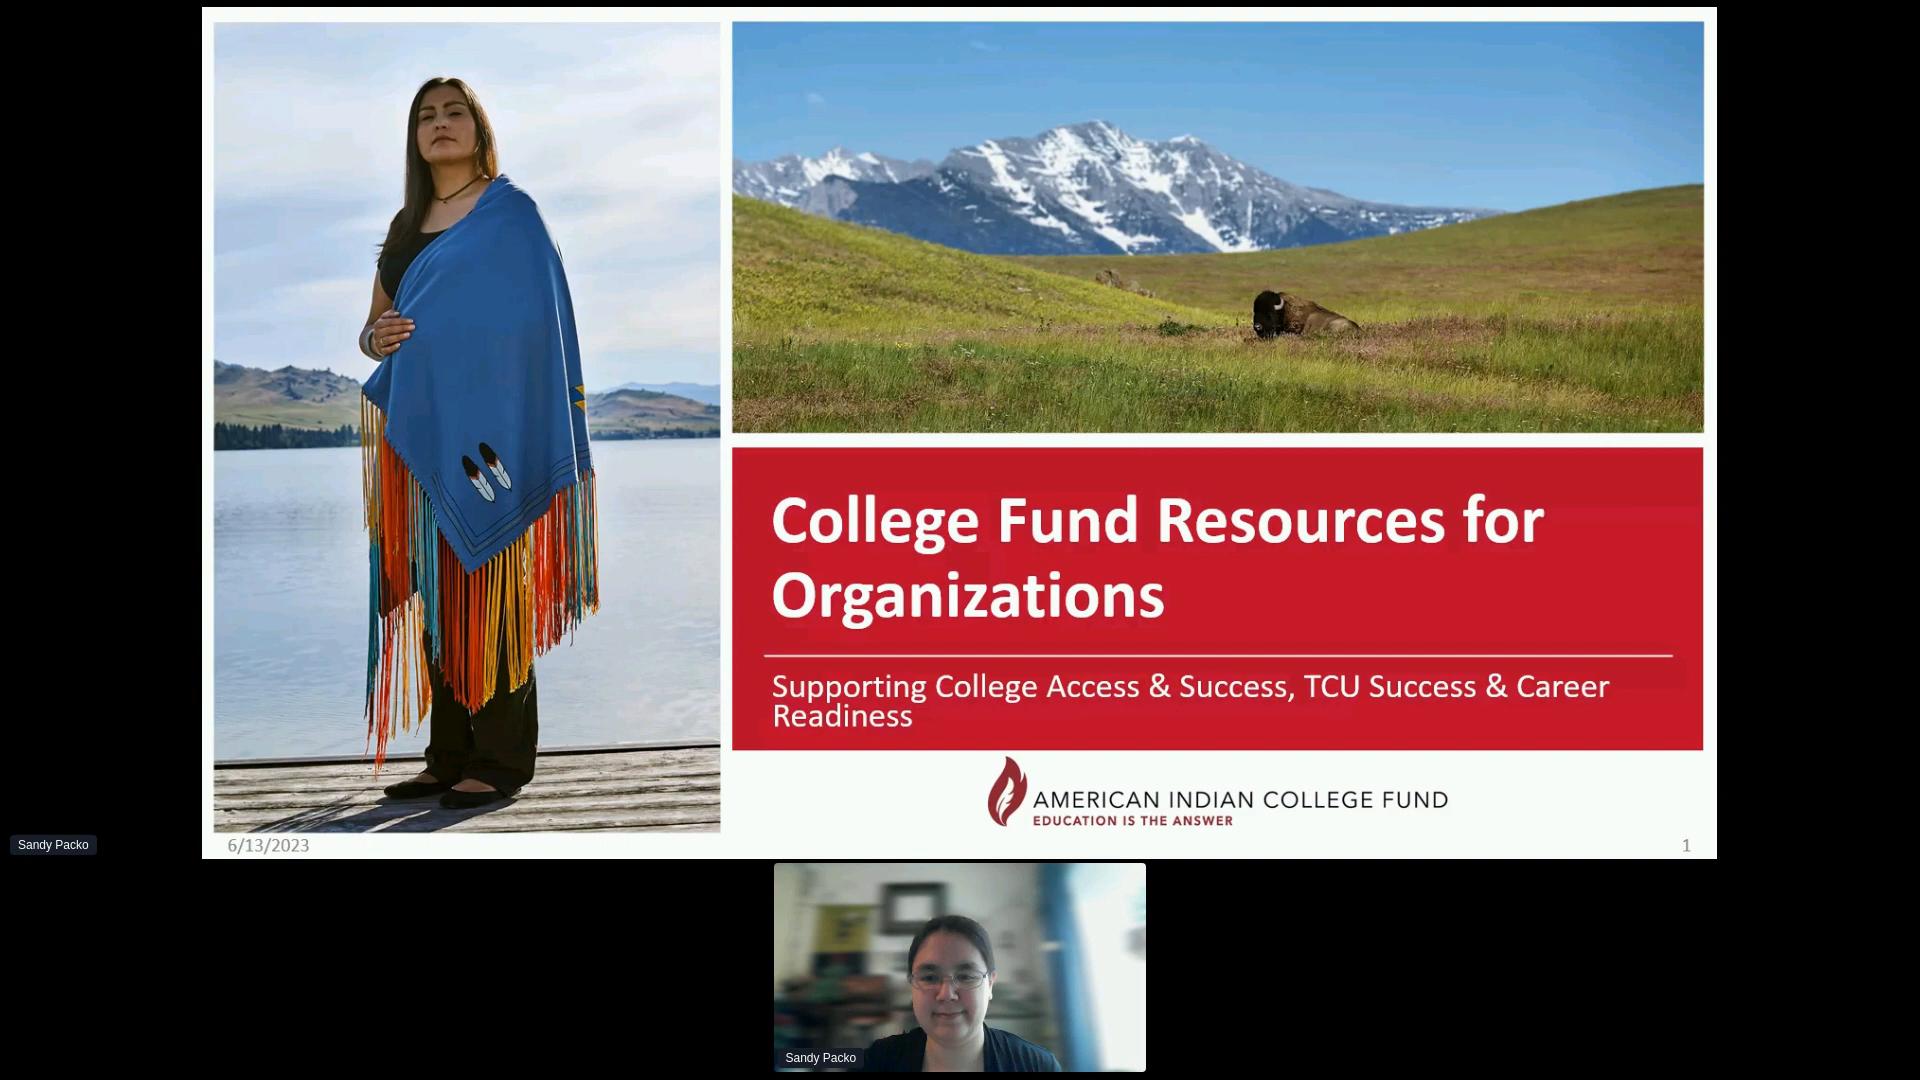 College Fund Resources for
Organizations
Supporting College Access & Success, TCU Success & Career
Readiness
AMERICAN INDIAN COLLEGE FUND
EDUCATION IS THE ANSWER
6/13/2023
1
Sandy Packo
Sandy Packo